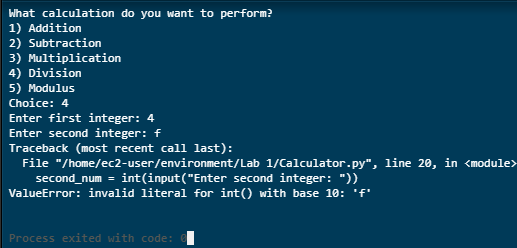 What calculation do you want to perform?
1) Addition
2) Subtraction
3) Multiplication
4) Division
5) Modulus
Choice: 4
Enter first integer: 4
Enter second integer: f
Traceback (most recent call last):
  File "/home/ec2-user/environment/Lab 1/Calculator.py", line 20, in <module>
    second_num = int(input("Enter second integer: "))
ValueError: invalid literal for int() with base 10: 'f'
Process exited with code: 0